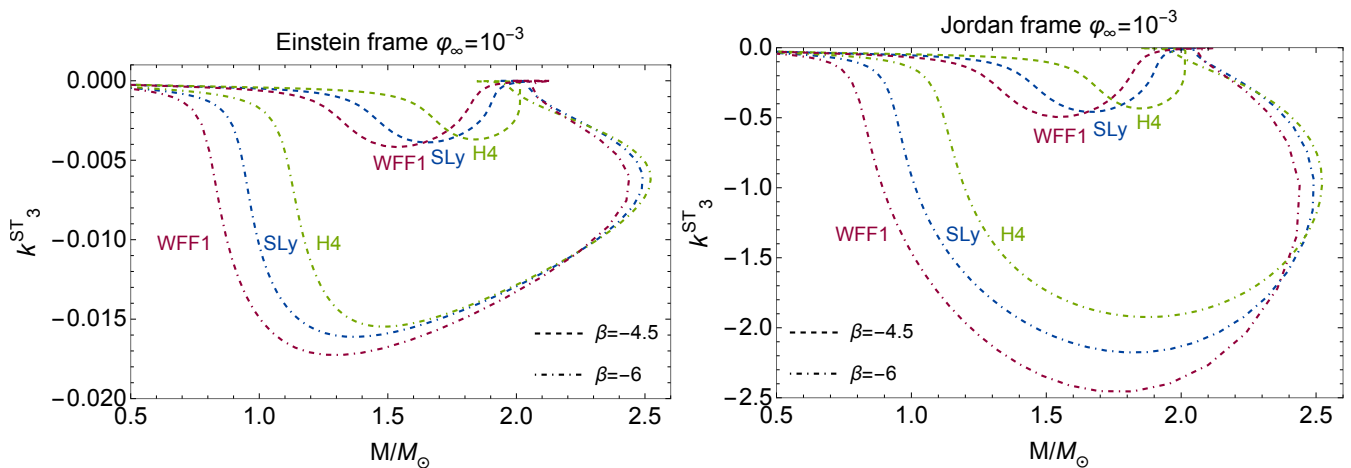 Einstein frame φ∞=10⁻³
k^ST_3
0.000
−0.005
−0.010
−0.015
−0.020
WFF1
SLy
H4
WFF1
SLy
H4
β=−4.5
β=−6
0.5
1.0
1.5
2.0
2.5
M/M⊙
Jordan frame φ∞=10⁻³
k^ST_3
0.0
−0.5
−1.0
−1.5
−2.0
−2.5
WFF1
SLy
H4
WFF1
SLy
H4
β=−4.5
β=−6
0.5
1.0
1.5
2.0
2.5
M/M⊙